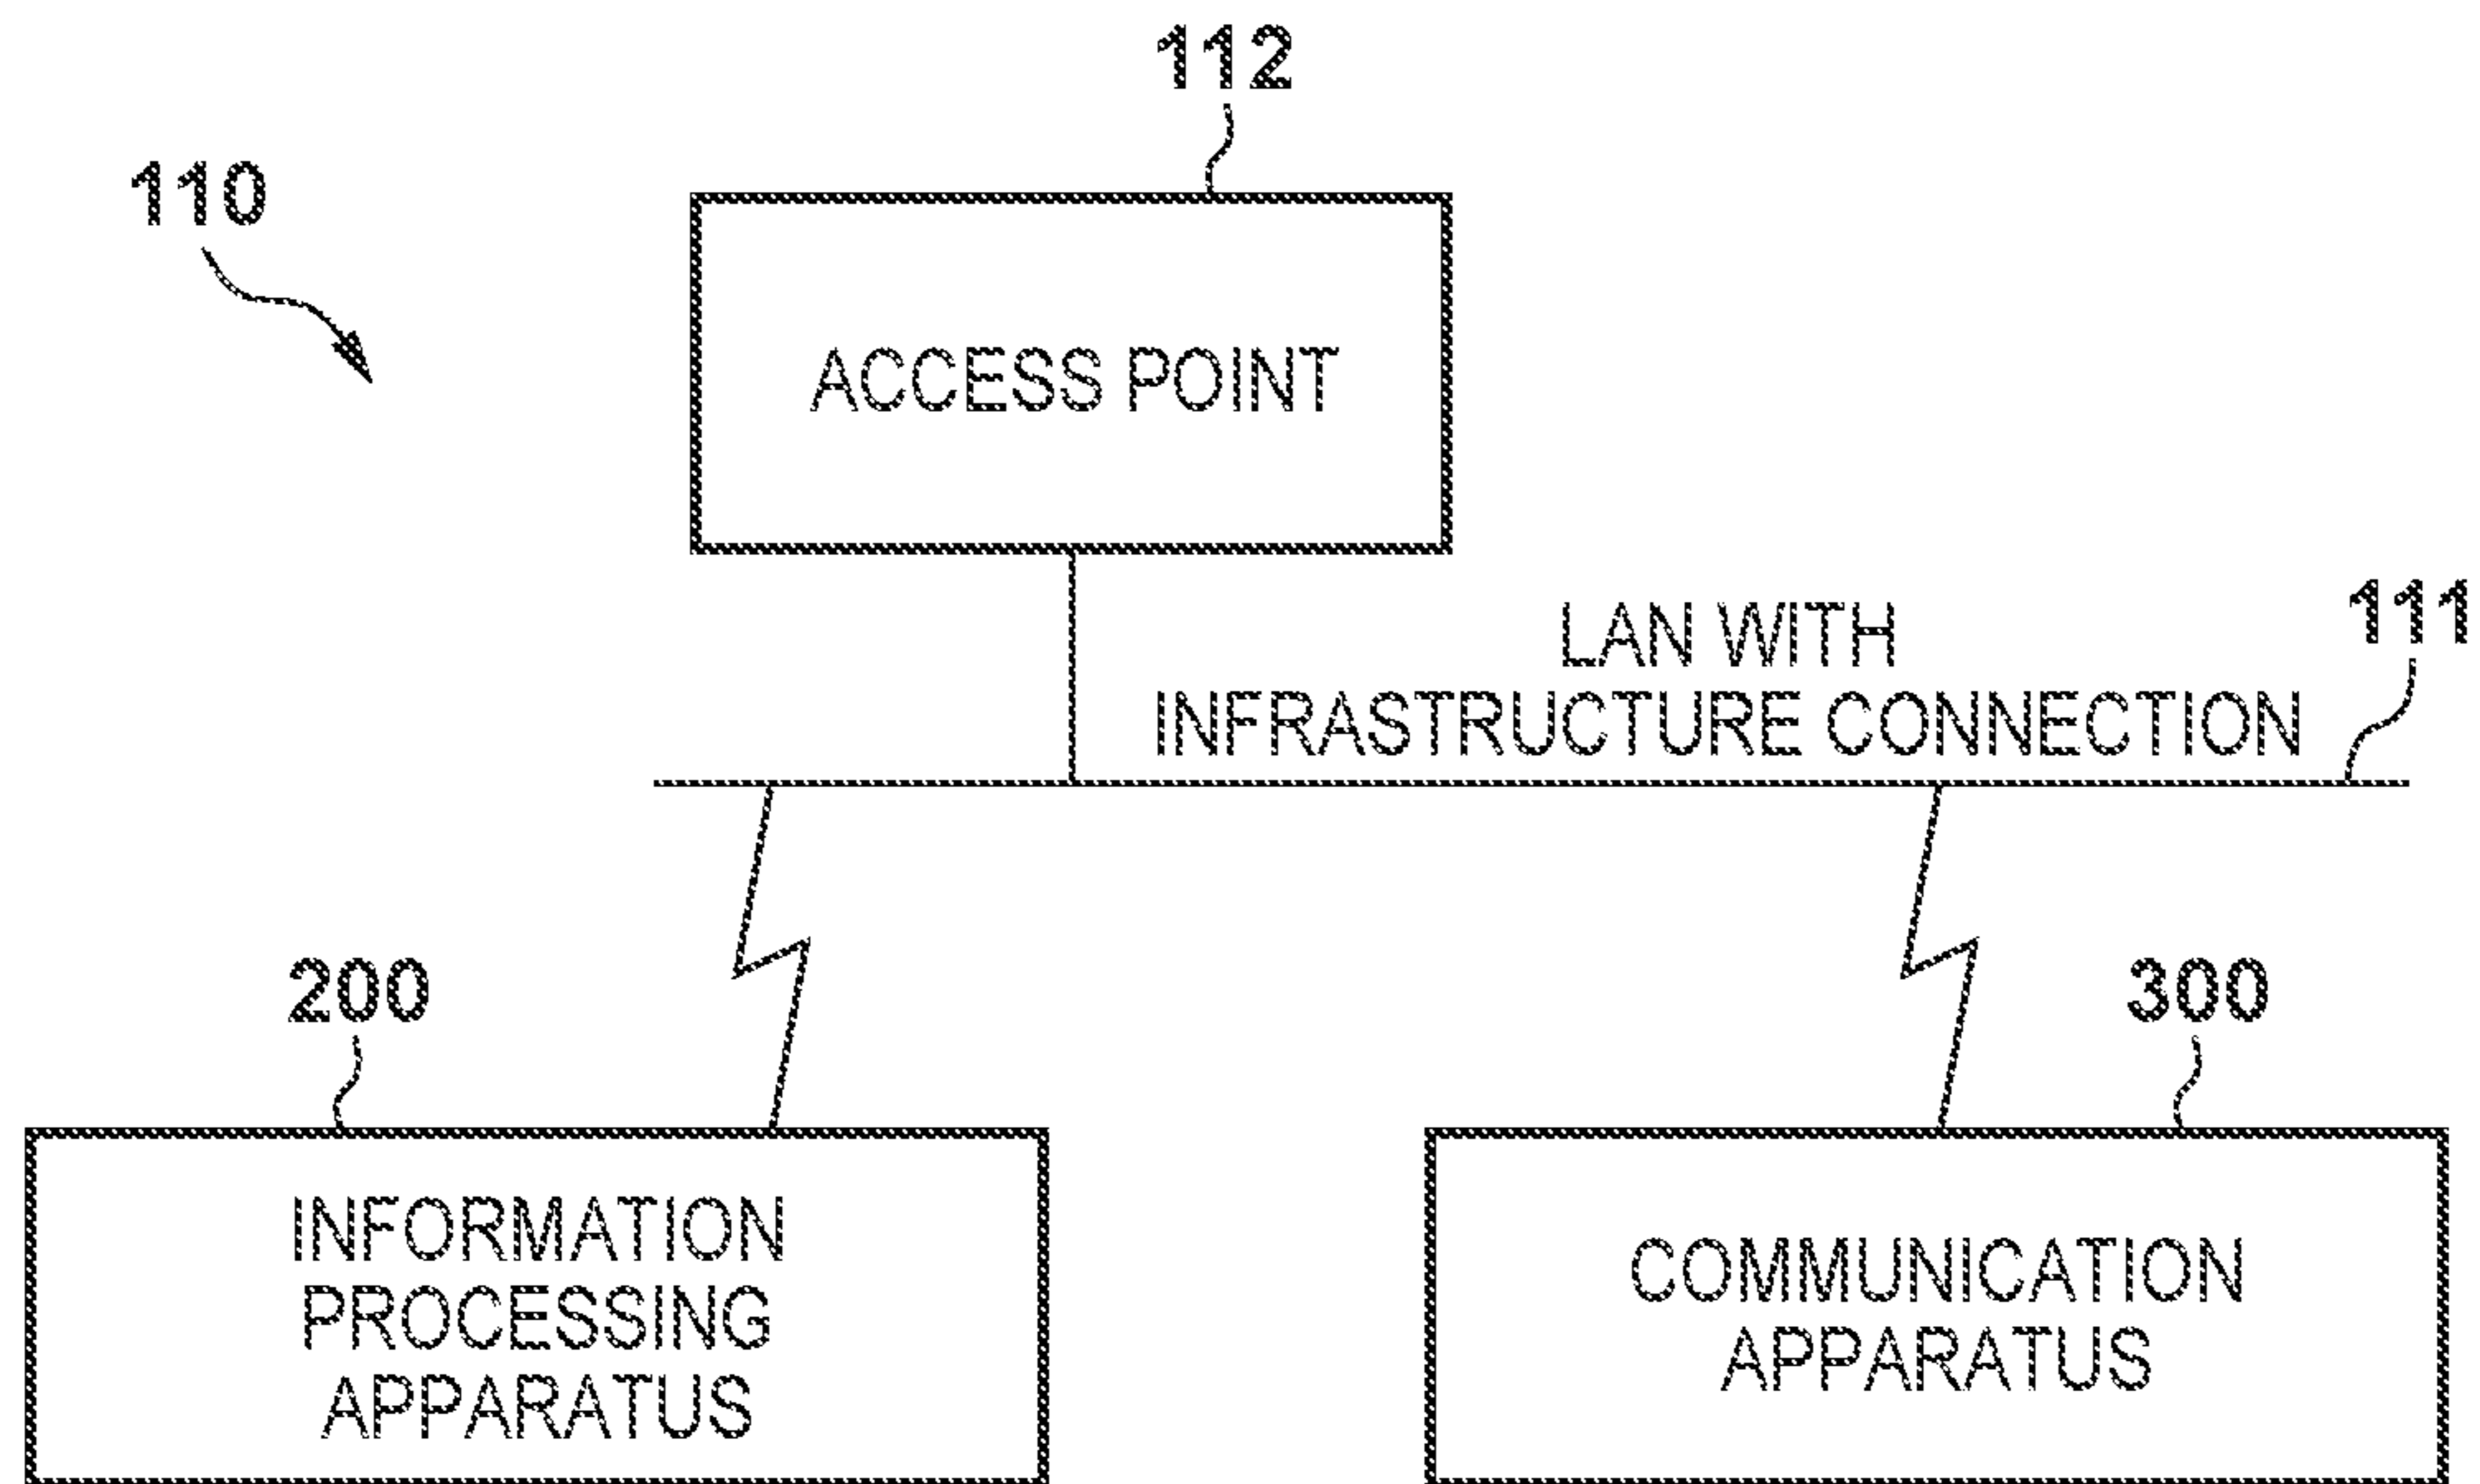 112
110
ACCESS POINT
LAN WITH
INFRASTRUCTURE CONNECTION
111
200
300
INFORMATION
PROCESSING
APPARATUS
COMMUNICATION
APPARATUS